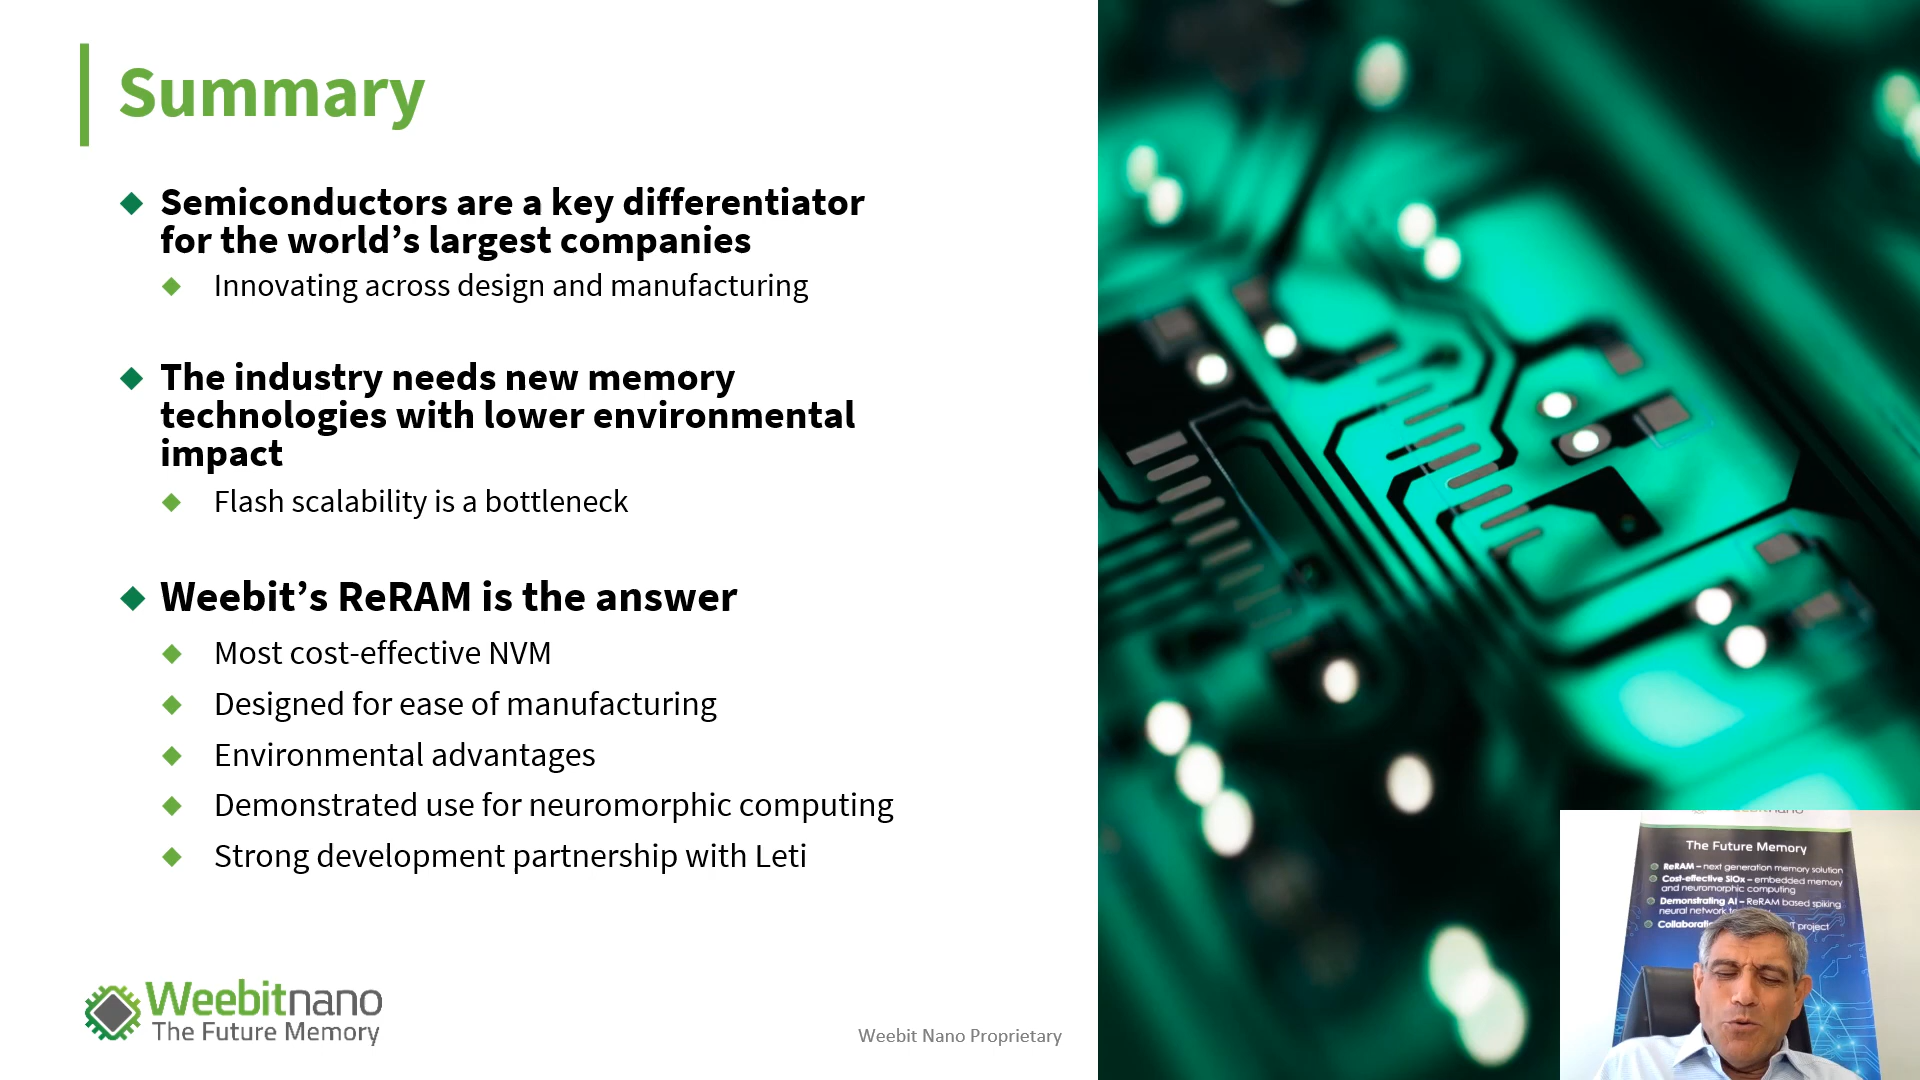 Summary
Semiconductors are a key differentiator
for the world's largest companies
Innovating across design and manufacturing
The industry needs new memory
technologies with lower environmental
impact
Flash scalability is a bottleneck
Weebit's ReRAM is the answer
Most cost-effective NVM
Designed for ease of manufacturing
Environmental advantages
Demonstrated use for neuromorphic computing
Strong development partnership with Leti
Weebitnano
The Future Memory
Weebit Nano Proprietary
The Future Memory
ReRAM – next generation memory solution
Cost-effective SiOx – embedded memory
and neuromorphic computing
Demonstrating AI – ReRAM based spiking
neural network
project